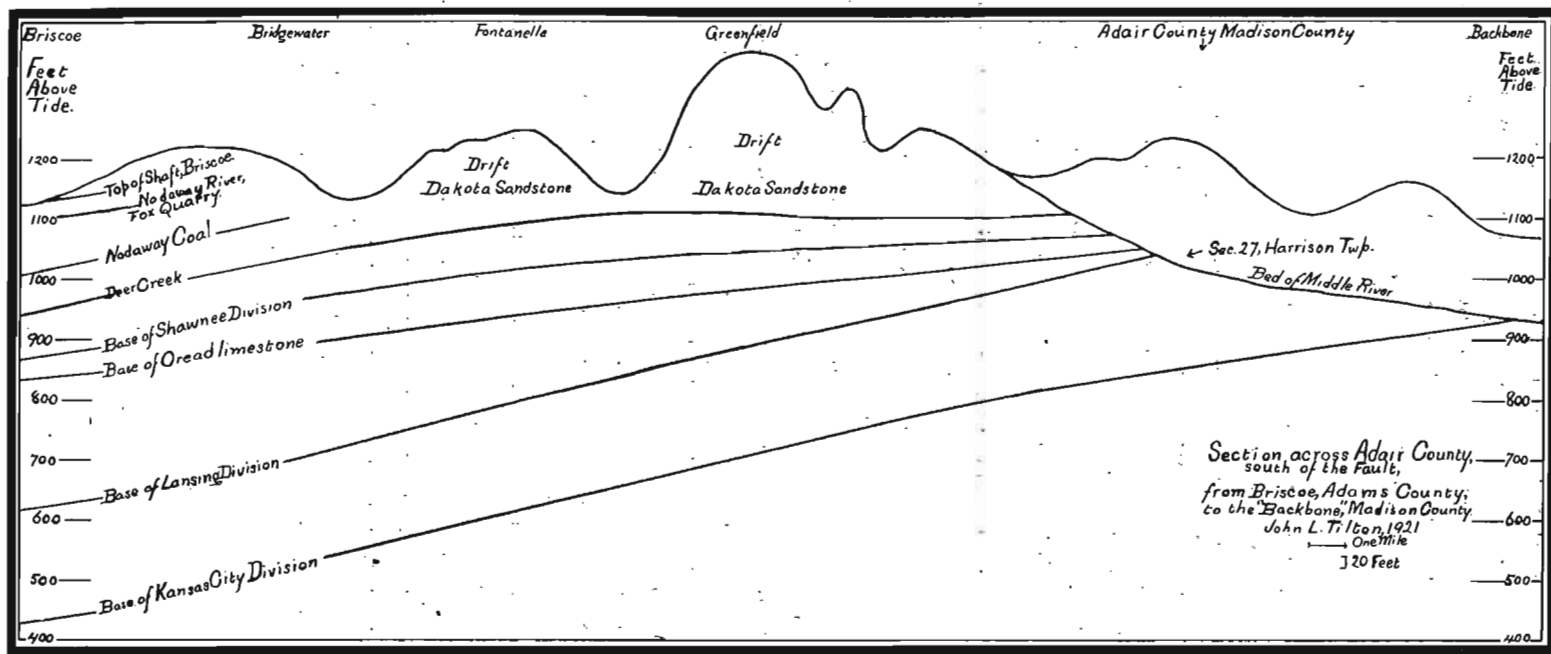 Briscoe Bridgewater Fontanella Greenfield Adair County Madison County Backbone
Feet
Above
Tide.
Feet.
Above
Tide
1200
1100
1000
900
800
700
600
500
400
1200
1100
1000
900
800
700
600
500
400
Top of Shaft, Briscoe
Nodaway River,
Fox Quarry.
Nodaway Coal
Deer Creek
Base of Shawnee Division
Base of Oread limestone
Base of Lansing Division
Base of Kansas City Division
Drift
Dakota Sandstone
Drift
Dakota Sandstone
Sec. 27, Harrison Twp.
Bed of Middle River
Section across Adair County,
south of the Fault,
from Briscoe, Adams County,
to the "Backbone," Madison County
John L. Tilton, 1921
One Mile
20 Feet